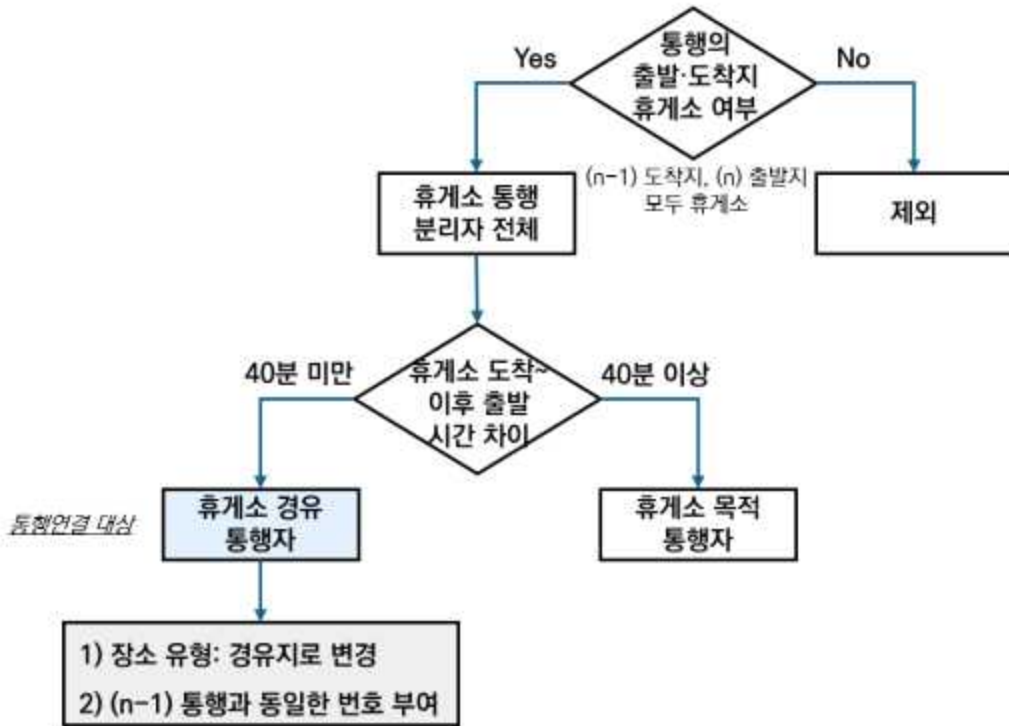 통행의
출발·도착지
휴게소 여부
Yes
No
(n-1) 도착지, (n) 출발지
모두 휴게소
휴게소 통행
분리자 전체
제외
휴게소 도착~
이후 출발
시간 차이
40분 미만
40분 이상
통행연결 대상
휴게소 경유
통행자
휴게소 목적
통행자
1) 장소 유형: 경유지로 변경
2) (n-1) 통행과 동일한 번호 부여